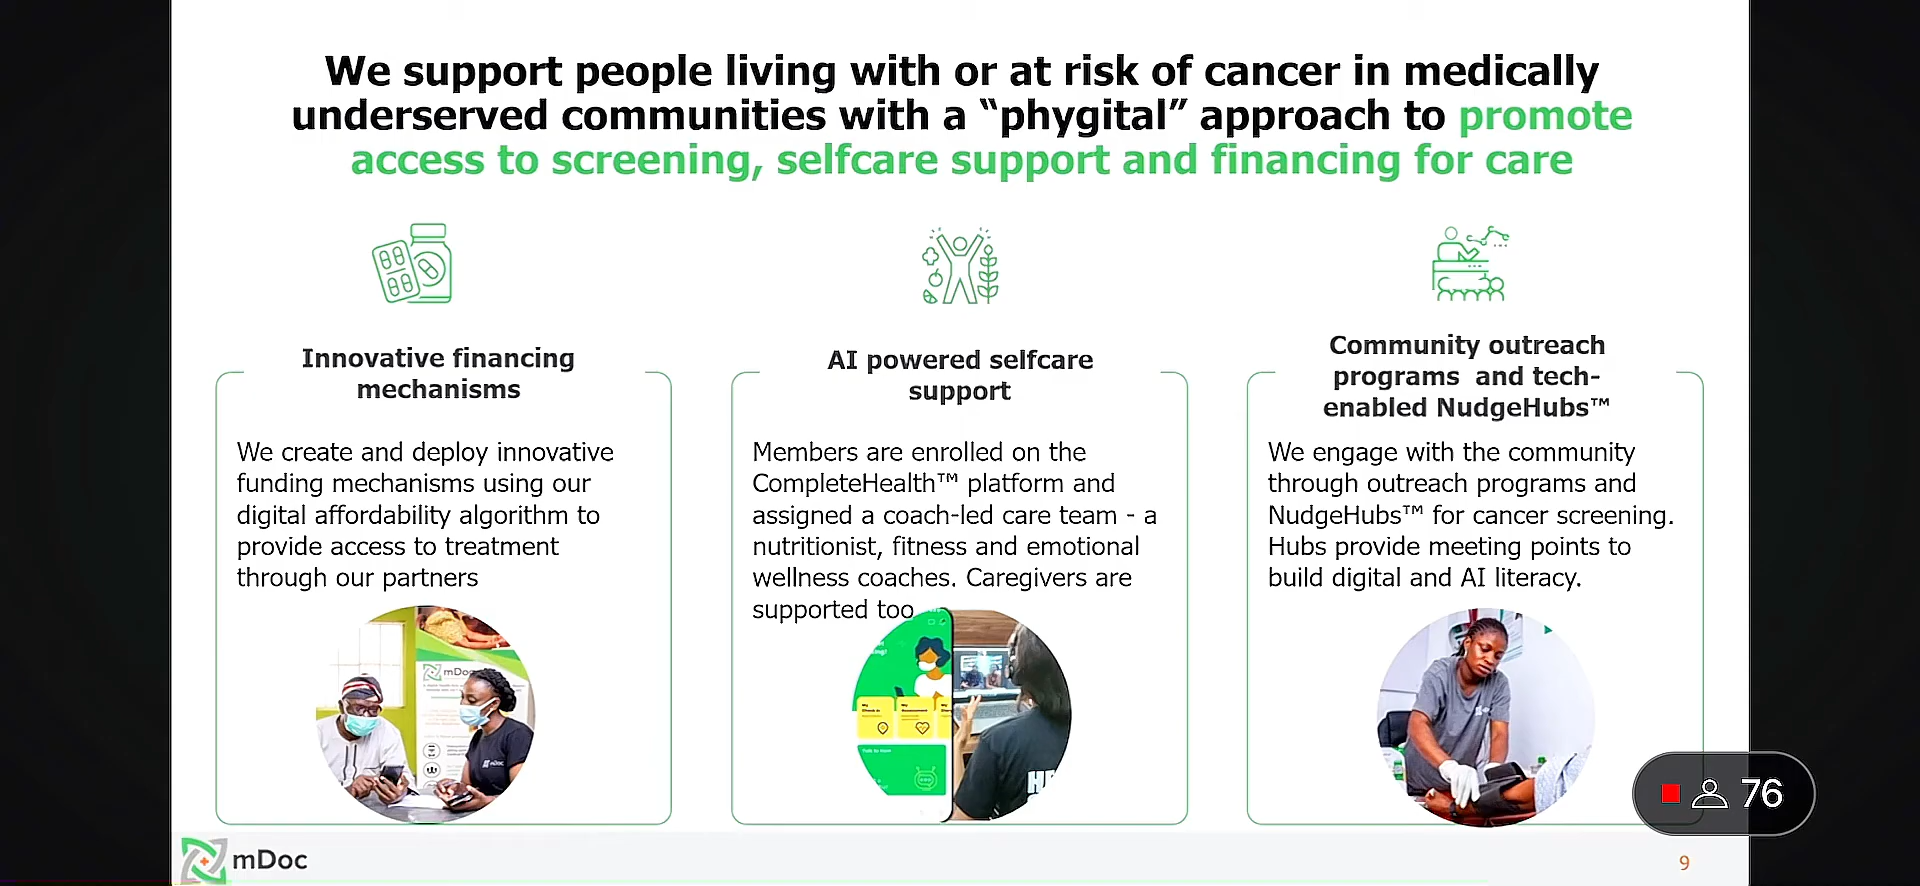 We support people living with or at risk of cancer in medically
underserved communities with a “phygital” approach to promote
access to screening, selfcare support and financing for care
Innovative financing
mechanisms
We create and deploy innovative
funding mechanisms using our
digital affordability algorithm to
provide access to treatment
through our partners
AI powered selfcare
support
Members are enrolled on the
CompleteHealth™ platform and
assigned a coach-led care team - a
nutritionist, fitness and emotional
wellness coaches. Caregivers are
supported too
Community outreach
programs and tech-
enabled NudgeHubs™
We engage with the community
through outreach programs and
NudgeHubs™ for cancer screening.
Hubs provide meeting points to
build digital and AI literacy.
mDoc
mDoc
76
mDoc
9